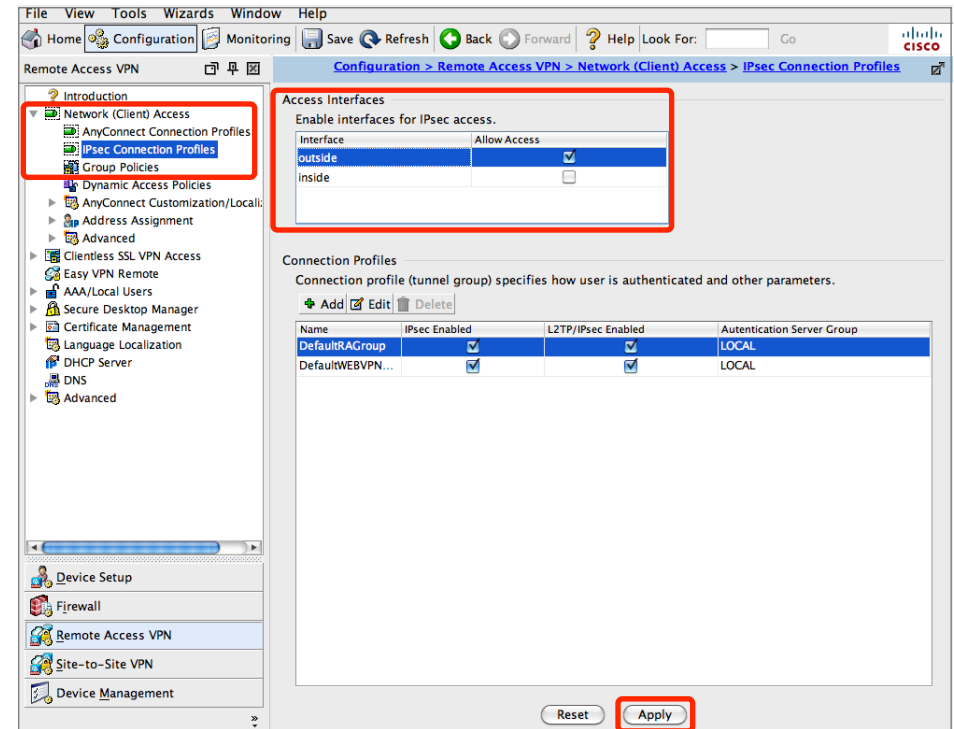 File View Tools Wizards Window Help
Home Configuration Monitoring Save Refresh Back Forward Help Look For: Go
CISCO
Remote Access VPN
Configuration > Remote Access VPN > Network (Client) Access > IPsec Connection Profiles
Introduction
Network (Client) Access
AnyConnect Connection Profiles
IPsec Connection Profiles
Group Policies
Dynamic Access Policies
AnyConnect Customization/Locali
Address Assignment
Advanced
Clientless SSL VPN Access
Easy VPN Remote
AAA/Local Users
Secure Desktop Manager
Certificate Management
Language Localization
DHCP Server
DNS
Advanced
Device Setup
Firewall
Remote Access VPN
Site-to-Site VPN
Device Management
Access Interfaces
Enable interfaces for IPsec access.
Interface Allow Access
outside
inside
Connection Profiles
Connection profile (tunnel group) specifies how user is authenticated and other parameters.
Add Edit Delete
Name IPsec Enabled L2TP/IPsec Enabled Autentication Server Group
DefaultRAGroup LOCAL
DefaultWEBVPN... LOCAL
Reset Apply